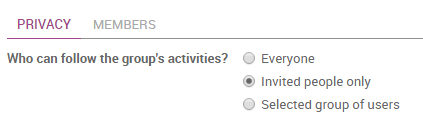 PRIVACY MEMBERS
Who can follow the group's activities? Everyone
Invited people only
Selected group of users